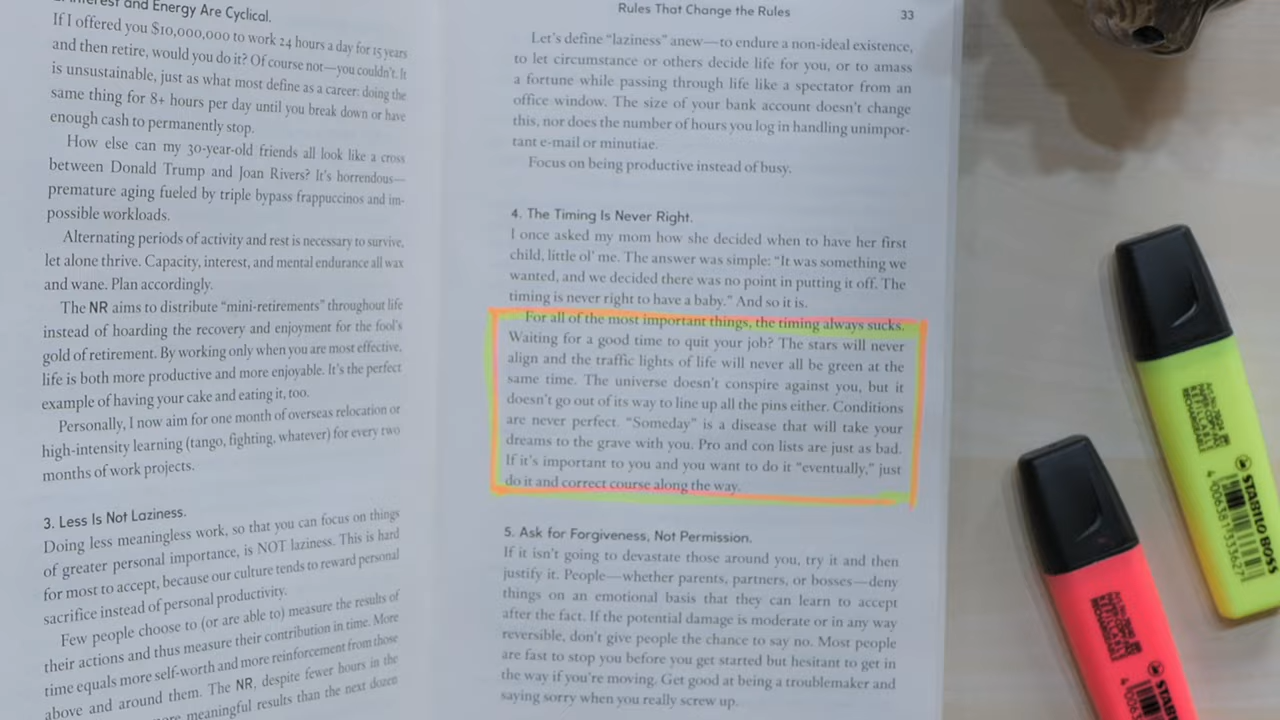 Interest and Energy Are Cyclical.
If I offered you $10,000,000 to work 24 hours a day for 15 years
and then retire, would you do it? Of course not—you couldn't. It
is unsustainable, just as what most define as a career: doing the
same thing for 8+ hours per day until you break down or have
enough cash to permanently stop.
How else can my 30-year-old friends all look like a cross
between Donald Trump and Joan Rivers? It's horrendous—
premature aging fueled by triple bypass frappuccinos and im-
possible workloads.
Alternating periods of activity and rest is necessary to survive,
let alone thrive. Capacity, interest, and mental endurance all wax
and wane. Plan accordingly.
The NR aims to distribute "mini-retirements" throughout life
instead of hoarding the recovery and enjoyment for the fool's
gold of retirement. By working only when you are most effective,
life is both more productive and more enjoyable. It's the perfect
example of having your cake and eating it, too.
Personally, I now aim for one month of overseas relocation or
high-intensity learning (tango, fighting, whatever) for every two
months of work projects.
3. Less Is Not Laziness.
Doing less meaningless work, so that you can focus on things
of greater personal importance, is NOT laziness. This is hard
for most to accept, because our culture tends to reward personal
sacrifice instead of personal productivity.
Few people choose to (or are able to) measure the results of
their actions and thus measure their contribution in time. More
time equals more self-worth and more reinforcement from those
above and around them. The NR, despite fewer hours in the
more meaningful results than the next dozen
Rules That Change the Rules
33
Let's define "laziness" anew—to endure a non-ideal existence,
to let circumstance or others decide life for you, or to amass
a fortune while passing through life like a spectator from an
office window. The size of your bank account doesn't change
this, nor does the number of hours you log in handling unimpor-
tant e-mail or minutiae.
Focus on being productive instead of busy.
4. The Timing Is Never Right.
I once asked my mom how she decided when to have her first
child, little ol' me. The answer was simple: "It was something we
wanted, and we decided there was no point in putting it off. The
timing is never right to have a baby." And so it is.
For all of the most important things, the timing always sucks.
Waiting for a good time to quit your job? The stars will never
align and the traffic lights of life will never all be green at the
same time. The universe doesn't conspire against you, but it
doesn't go out of its way to line up all the pins either. Conditions
are never perfect. "Someday" is a disease that will take your
dreams to the grave with you. Pro and con lists are just as bad.
If it's important to you and you want to do it "eventually," just
do it and correct course along the way.
5. Ask for Forgiveness, Not Permission.
If it isn't going to devastate those around you, try it and then
justify it. People—whether parents, partners, or bosses—deny
things on an emotional basis that they can learn to accept
after the fact. If the potential damage is moderate or in any way
reversible, don't give people the chance to say no. Most people
are fast to stop you before you get started but hesitant to get in
the way if you're moving. Get good at being a troublemaker and
saying sorry when you really screw up.
STABILO BOSS
4 006381 333627
STAB
4 006